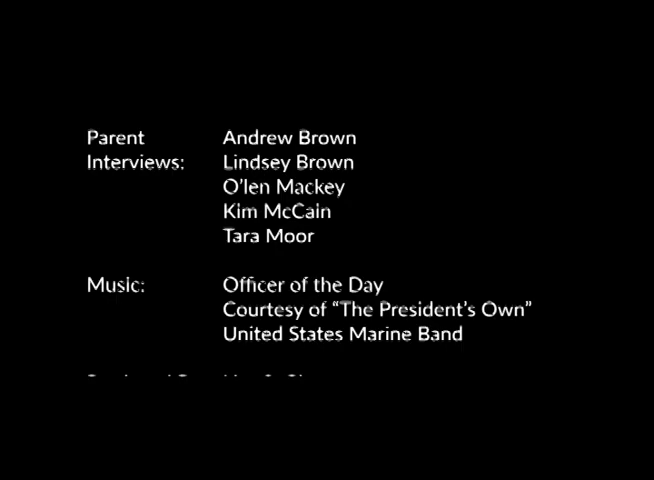 Parent Andrew Brown
Interviews: Lindsey Brown
O'len Mackey
Kim McCain
Tara Moor
Music: Officer of the Day
Courtesy of “The President's Own”
United States Marine Band